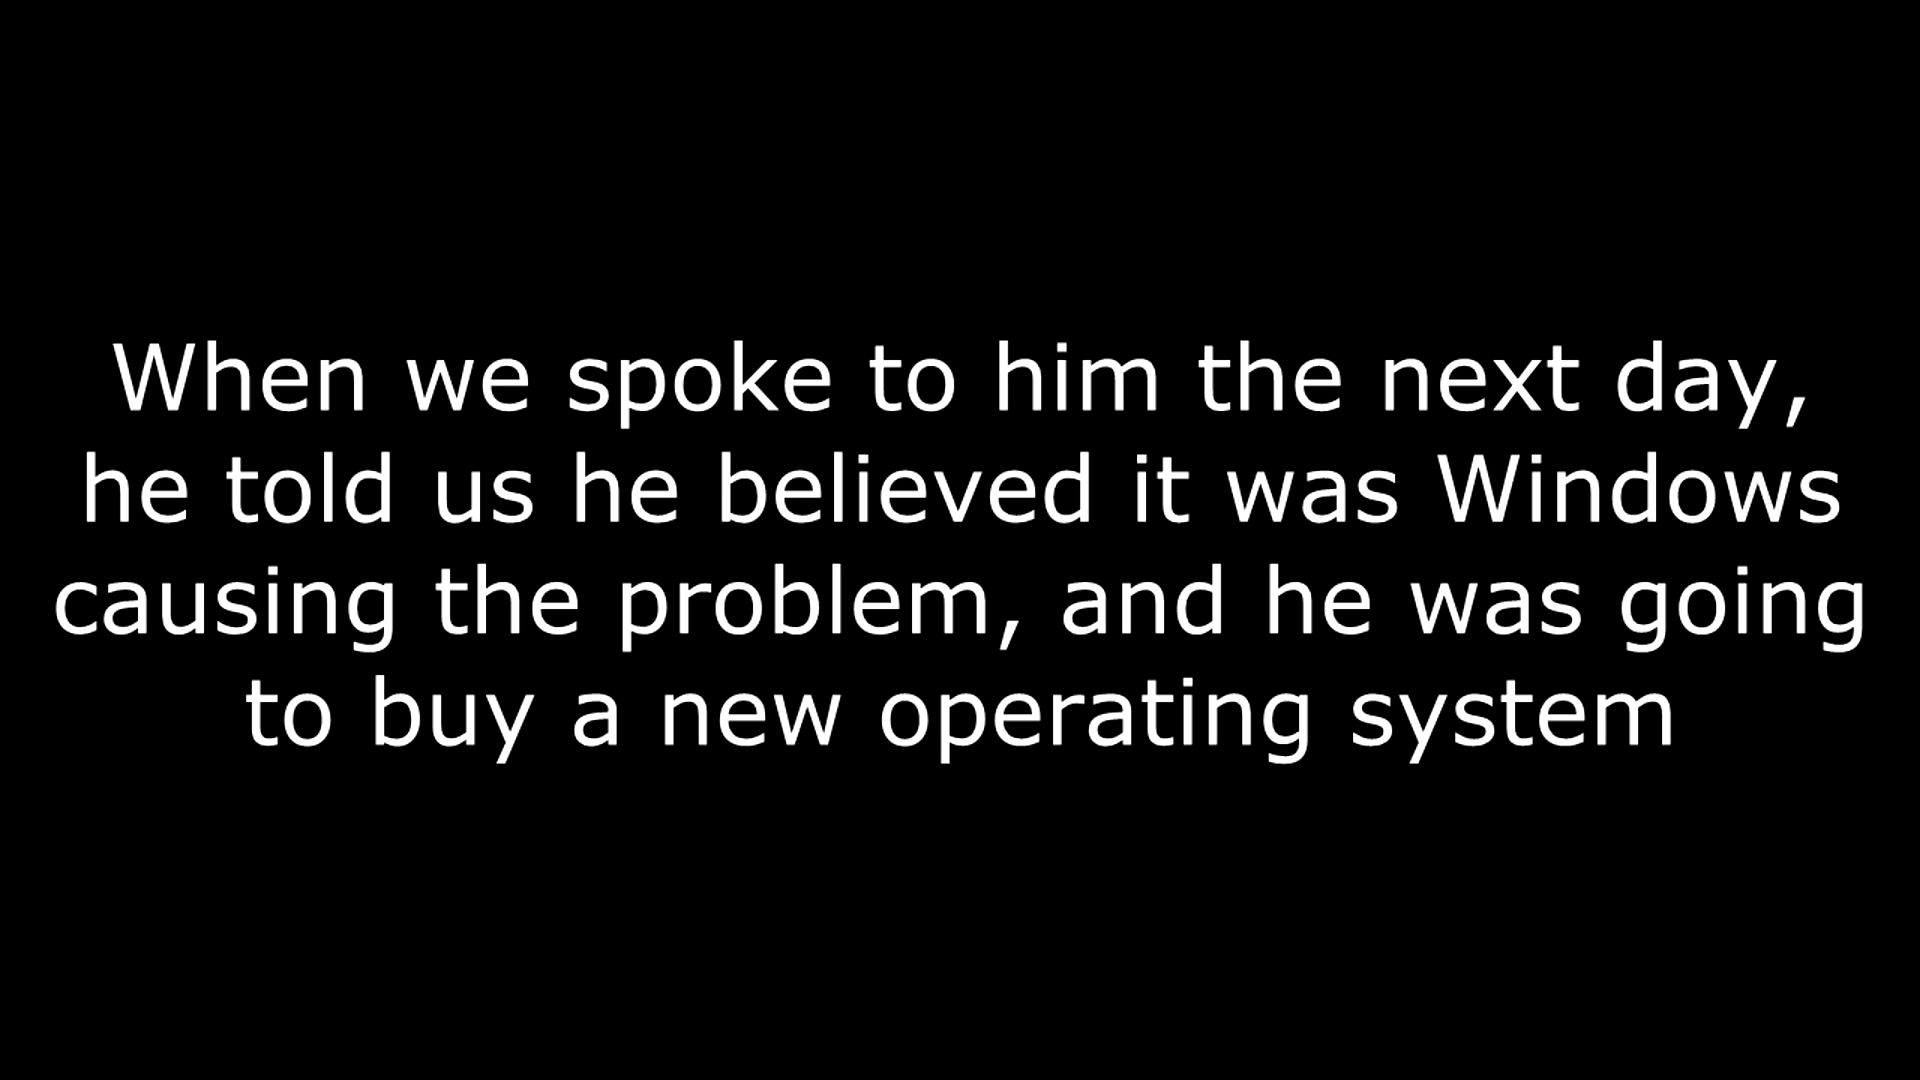 When we spoke to him the next day,
he told us he believed it was Windows
causing the problem, and he was going
to buy a new operating system